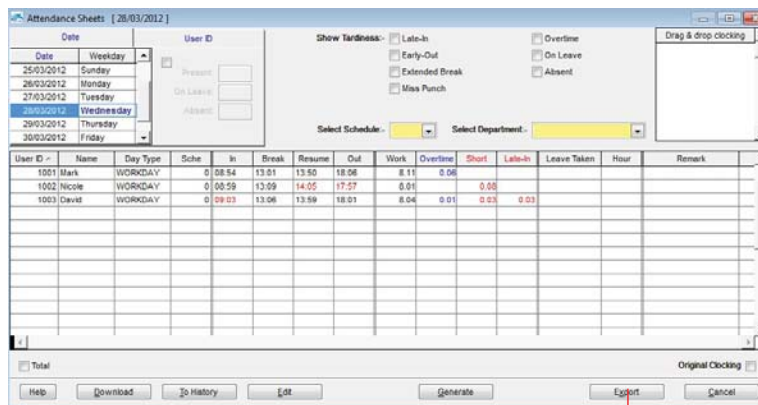 Attendance Sheets [ 28/03/2012 ]
Date User ID Show Tardiness:- Late-In Overtime Drag & drop clocking
Date Weekday Early-Out On Leave
25/03/2012 Sunday Present: Extended Break Absent
26/03/2012 Monday On Leave: Miss Punch
27/03/2012 Tuesday Absent:
28/03/2012 Wednesday
29/03/2012 Thursday Select Schedule:- Select Department:-
30/03/2012 Friday
User ID Name Day Type Sche In Break Resume Out Work Overtime Short Late-In Leave Taken Hour Remark
1001 Mark WORKDAY 0 08:54 13:01 13:50 18:06 8.11 0.06
1002 Nicole WORKDAY 0 08:59 13:09 14:05 17:57 8.01 0.08
1003 David WORKDAY 0 09:03 13:06 13:59 18:01 8.04 0.01 0.03 0.03
Total Original Clocking
Help Download To History Edit Generate Export Cancel